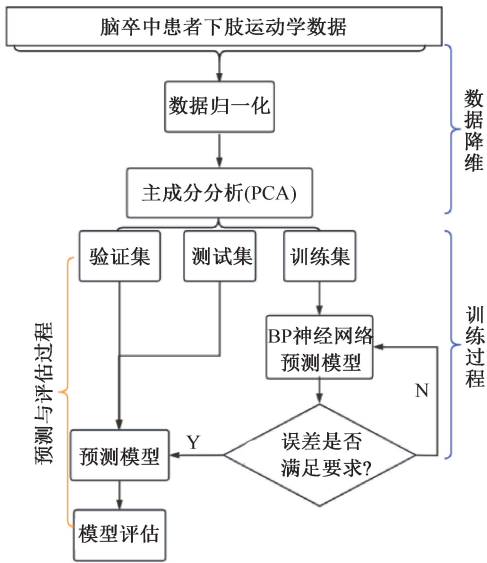 脑卒中患者下肢运动学数据
数据归一化
主成分分析(PCA)
数据降维
验证集
测试集
训练集
BP神经网络
预测模型
训练过程
N
误差是否
满足要求?
Y
预测模型
模型评估
预测与评估过程